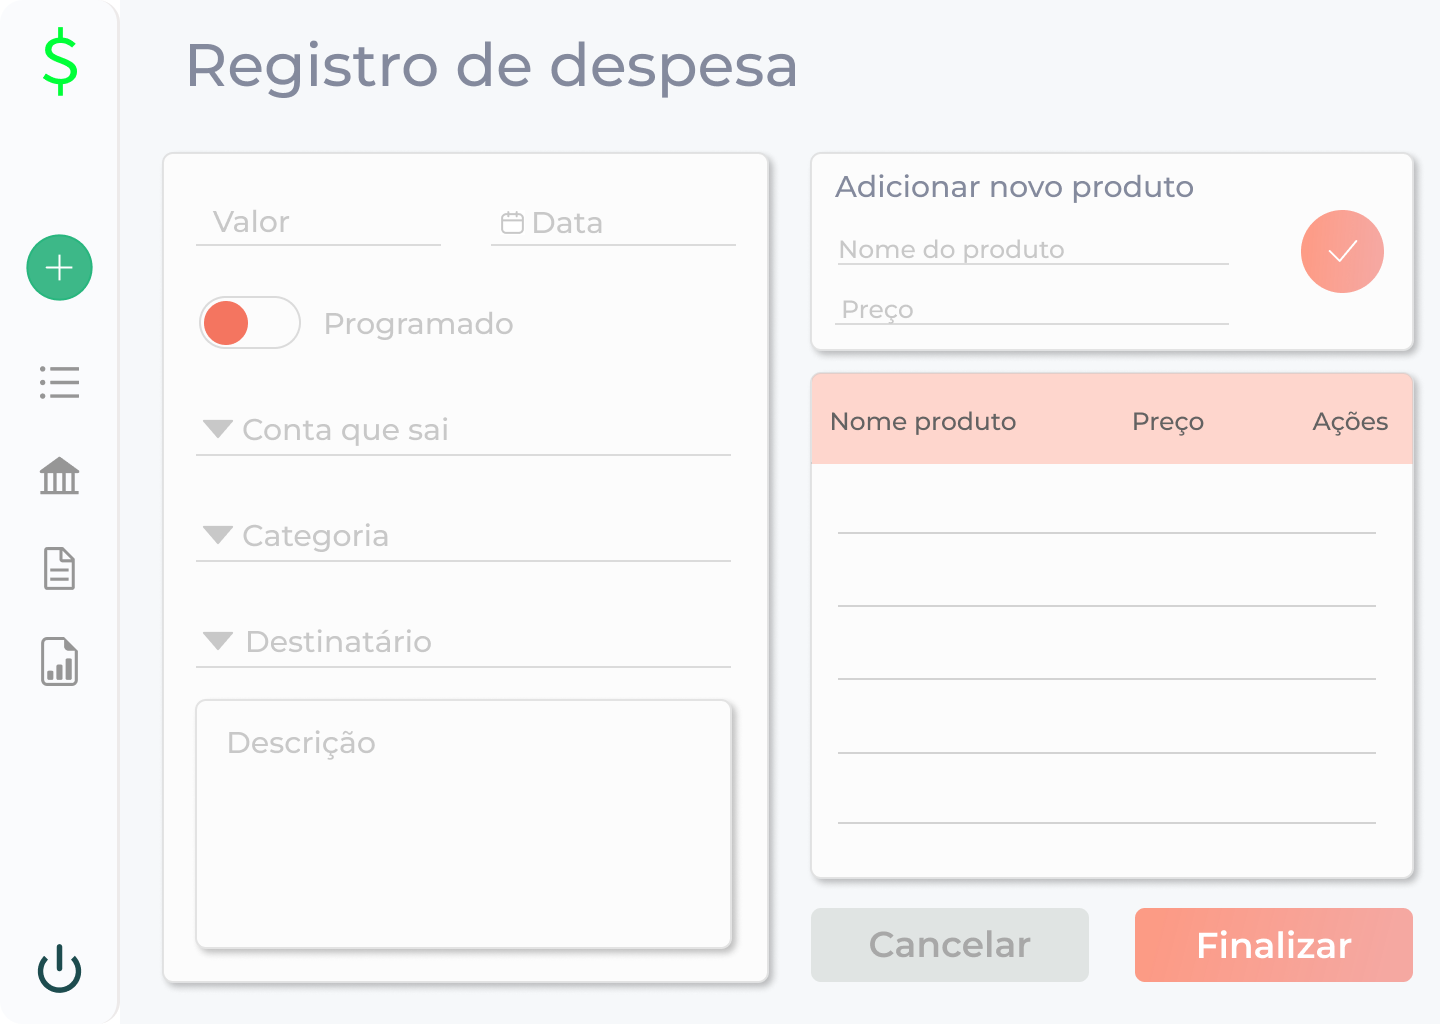 $
Registro de despesa
Valor
Data
Programado
Conta que sai
Categoria
Destinatário
Descrição
Adicionar novo produto
Nome do produto
Preço
Nome produto Preço Ações
Cancelar
Finalizar